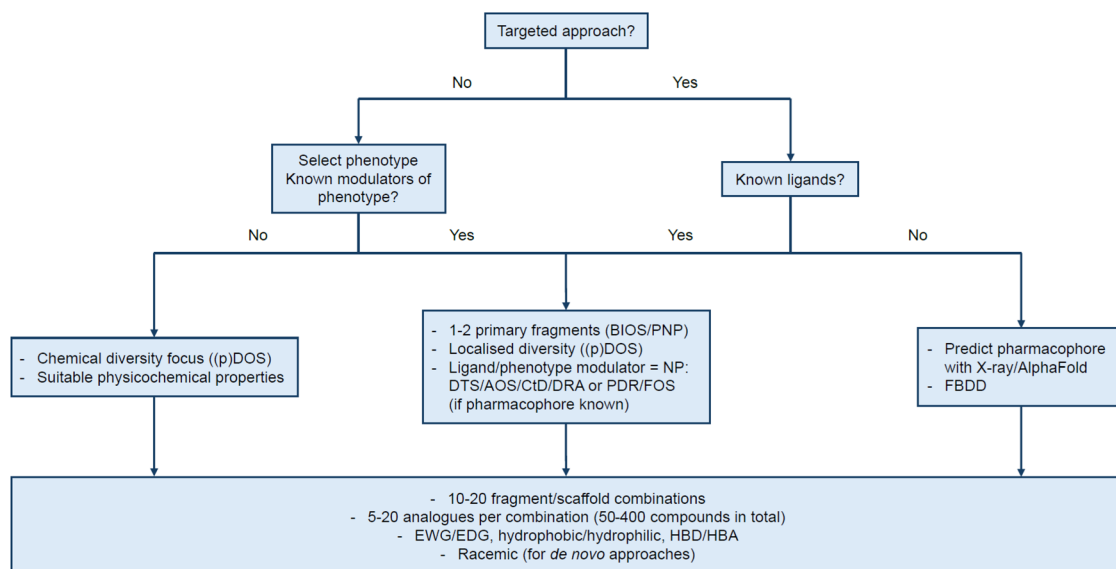 Targeted approach?
No
Yes
Select phenotype
Known modulators of
phenotype?
Known ligands?
No
Yes
Yes
No
- Chemical diversity focus ((p)DOS)
- Suitable physicochemical properties
- 1-2 primary fragments (BIOS/PNP)
- Localised diversity ((p)DOS)
- Ligand/phenotype modulator = NP:
DTS/AOS/CtD/DRA or PDR/FOS
(if pharmacophore known)
- Predict pharmacophore
with X-ray/AlphaFold
- FBDD
- 10-20 fragment/scaffold combinations
- 5-20 analogues per combination (50-400 compounds in total)
- EWG/EDG, hydrophobic/hydrophilic, HBD/HBA
- Racemic (for de novo approaches)